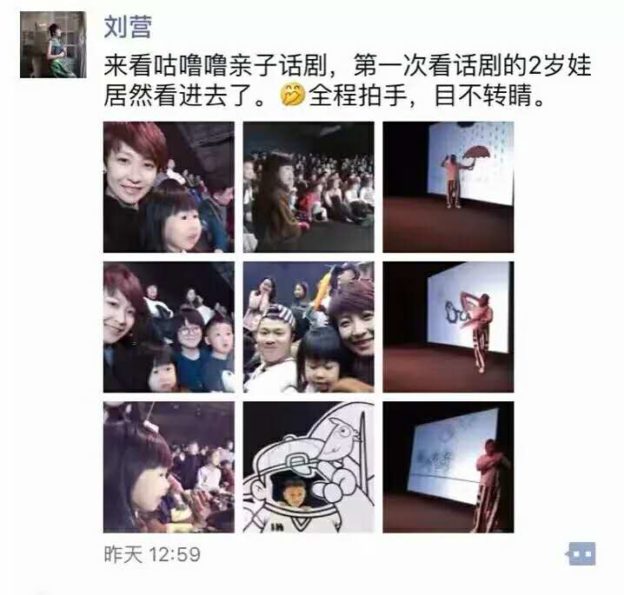 刘营
来看咕噜噜亲子话剧，第一次看话剧的2岁娃
居然看进去了。🤭全程拍手，目不转睛。
昨天 12:59